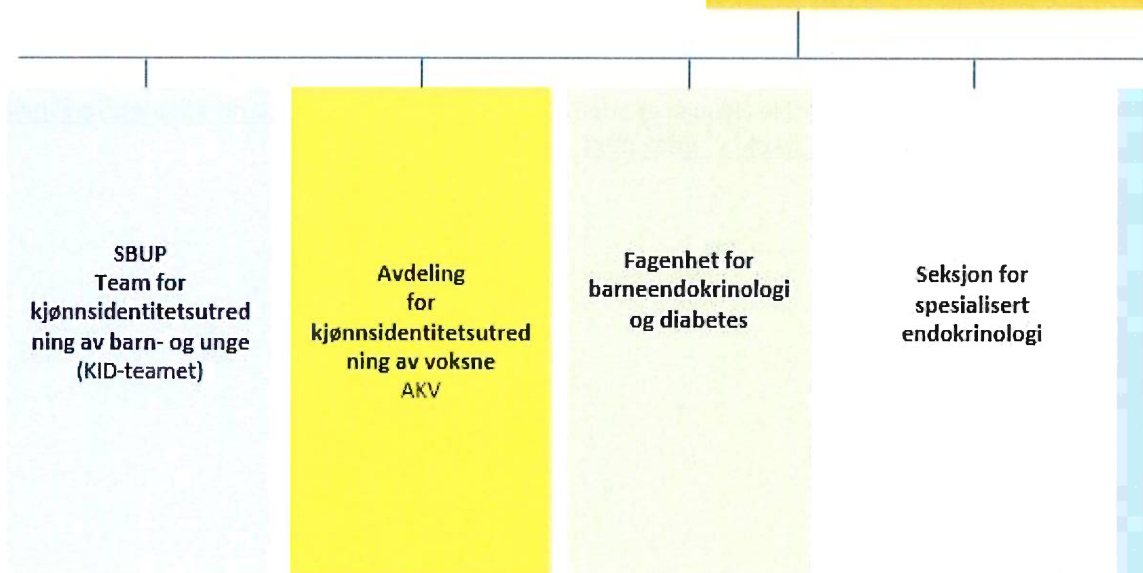 SBUP
Team for
kjønnsidentitetsutred
ning av barn- og unge
(KID-teamet)
Avdeling
for
kjønnsidentitetsutred
ning av voksne
AKV
Fagenhet for
barneendokrinologi
og diabetes
Seksjon for
spesialisert
endokrinologi